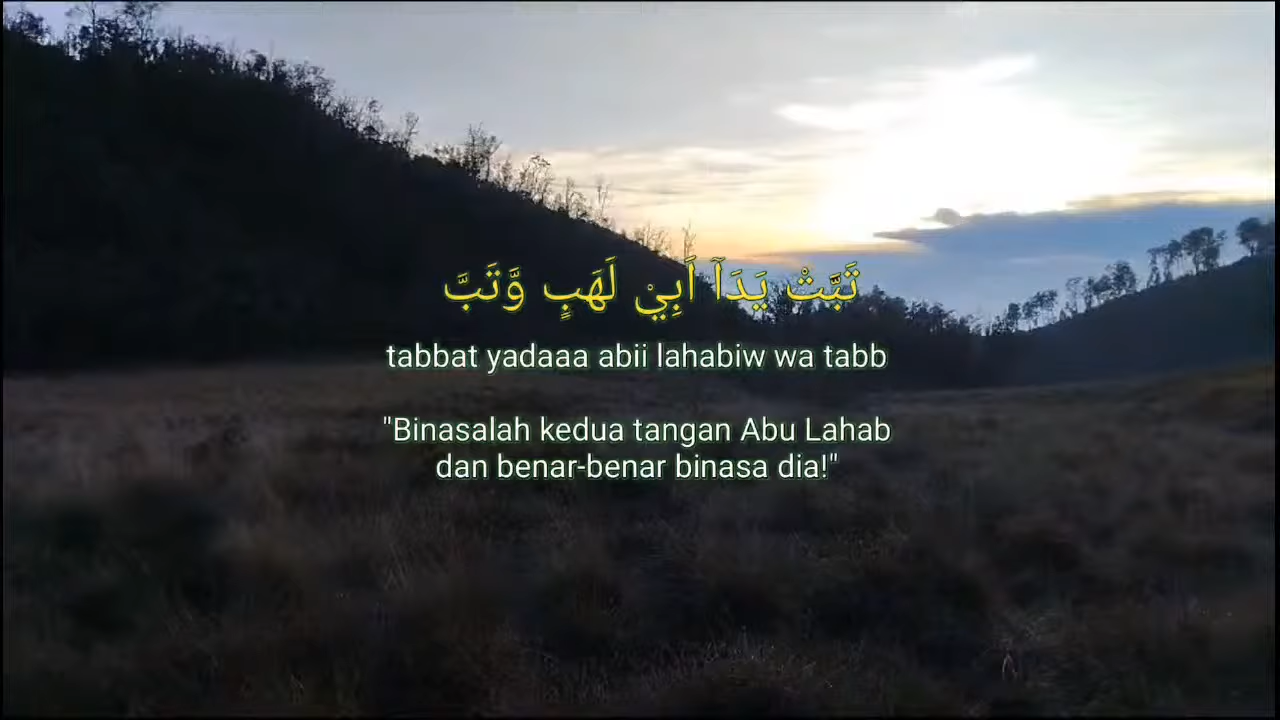 تَبَّتْ يَدَآ اَبِيْ لَهَبٍ وَّتَبَّ
tabbat yadaaa abii lahabiw wa tabb
"Binasalah kedua tangan Abu Lahab
dan benar-benar binasa dia!"